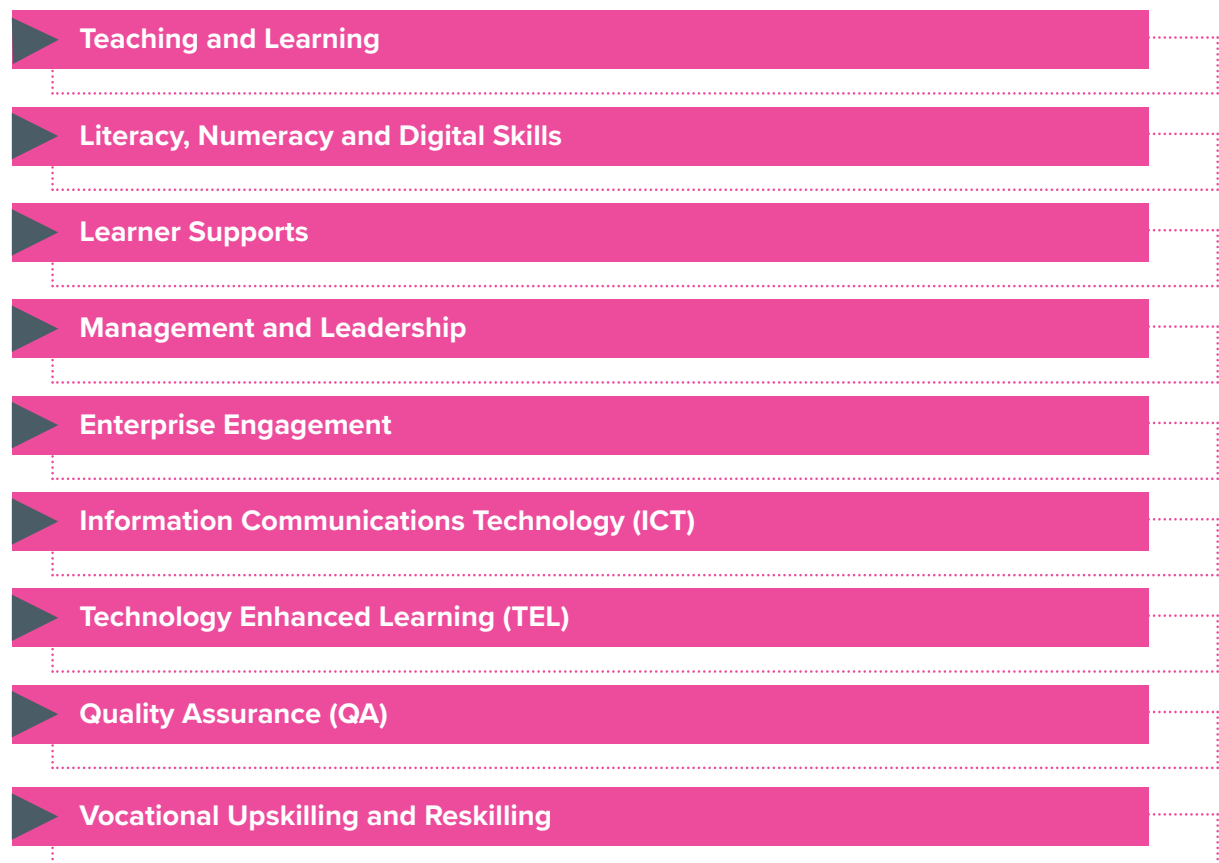 Teaching and Learning
Literacy, Numeracy and Digital Skills
Learner Supports
Management and Leadership
Enterprise Engagement
Information Communications Technology (ICT)
Technology Enhanced Learning (TEL)
Quality Assurance (QA)
Vocational Upskilling and Reskilling